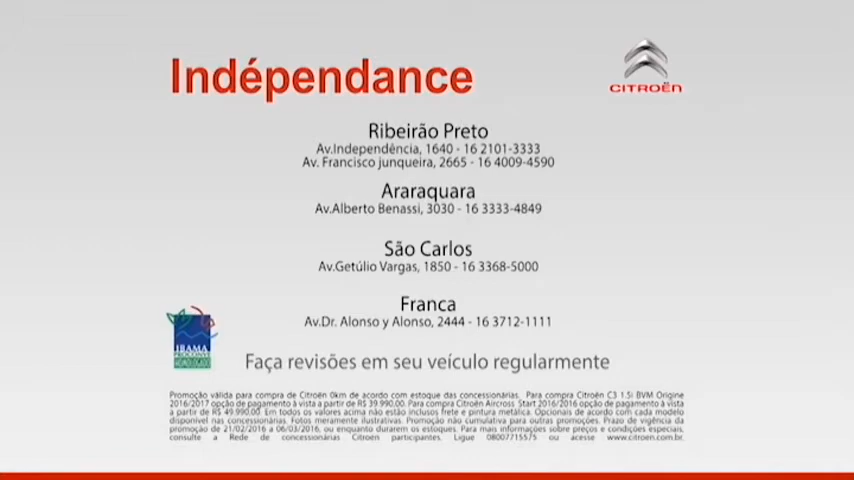 Indépendance
CITROËN
Ribeirão Preto
Av.Independência, 1640 - 16 2101-3333
Av. Francisco junqueira, 2665 - 16 4009-4590
Araraquara
Av.Alberto Benassi, 3030 - 16 3333-4849
São Carlos
Av.Getúlio Vargas, 1850 - 16 3368-5000
Franca
Av.Dr. Alonso y Alonso, 2444 - 16 3712-1111
IBAMA
PROCONVE
Faça revisões em seu veículo regularmente
Promoção válida para compra de Citroën 0km de acordo com estoque das concessionárias. Para compra Citroën C3 1.5i BVM Origine
2016/2017 opção de pagamento à vista a partir de R$ 39.990,00. Para compra Citroën Aircross Start 2016/2016 opção de pagamento à vista
a partir de R$ 49.990,00. Em todos os valores acima não estão inclusos frete e pintura metálica. Opcionais de acordo com cada modelo
disponível nas concessionárias. Fotos meramente ilustrativas. Promoção não cumulativa para outras promoções. Prazo de vigência da
promoção de 21/02/2016 a 06/03/2016, ou enquanto durarem os estoques. Para mais informações sobre preços e condições especiais,
consulte a Rede de concessionárias Citroen participantes. Ligue 08007715575 ou acesse www.citroen.com.br.